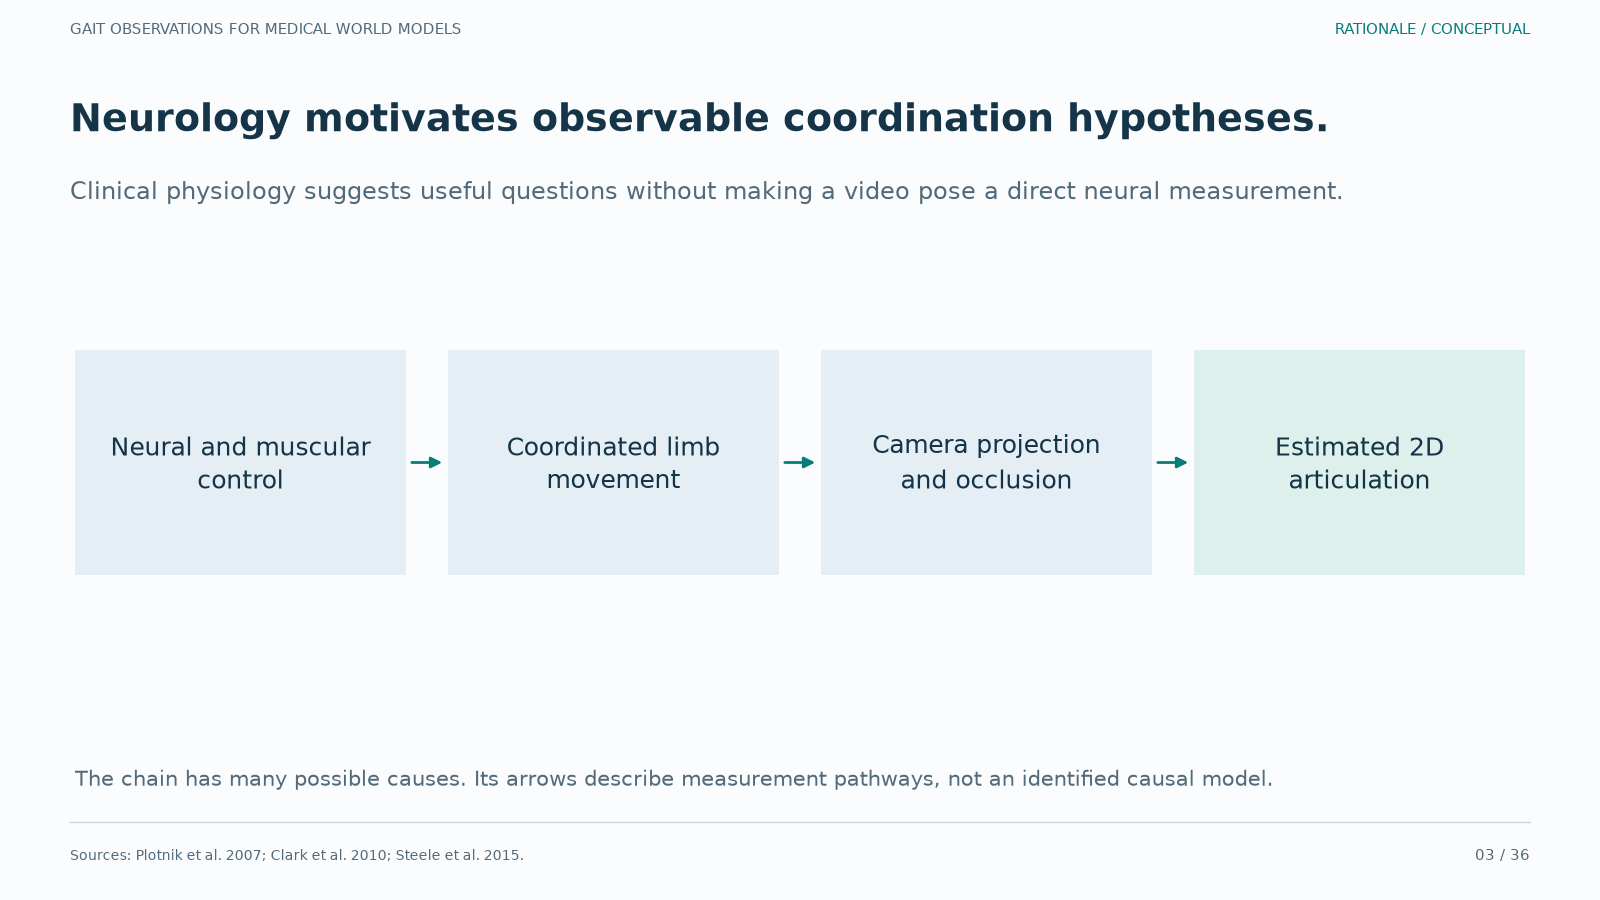 GAIT OBSERVATIONS FOR MEDICAL WORLD MODELS
RATIONALE / CONCEPTUAL
Neurology motivates observable coordination hypotheses.
Clinical physiology suggests useful questions without making a video pose a direct neural measurement.
Neural and muscular
control
Coordinated limb
movement
Camera projection
and occlusion
Estimated 2D
articulation
The chain has many possible causes. Its arrows describe measurement pathways, not an identified causal model.
Sources: Plotnik et al. 2007; Clark et al. 2010; Steele et al. 2015.
03 / 36